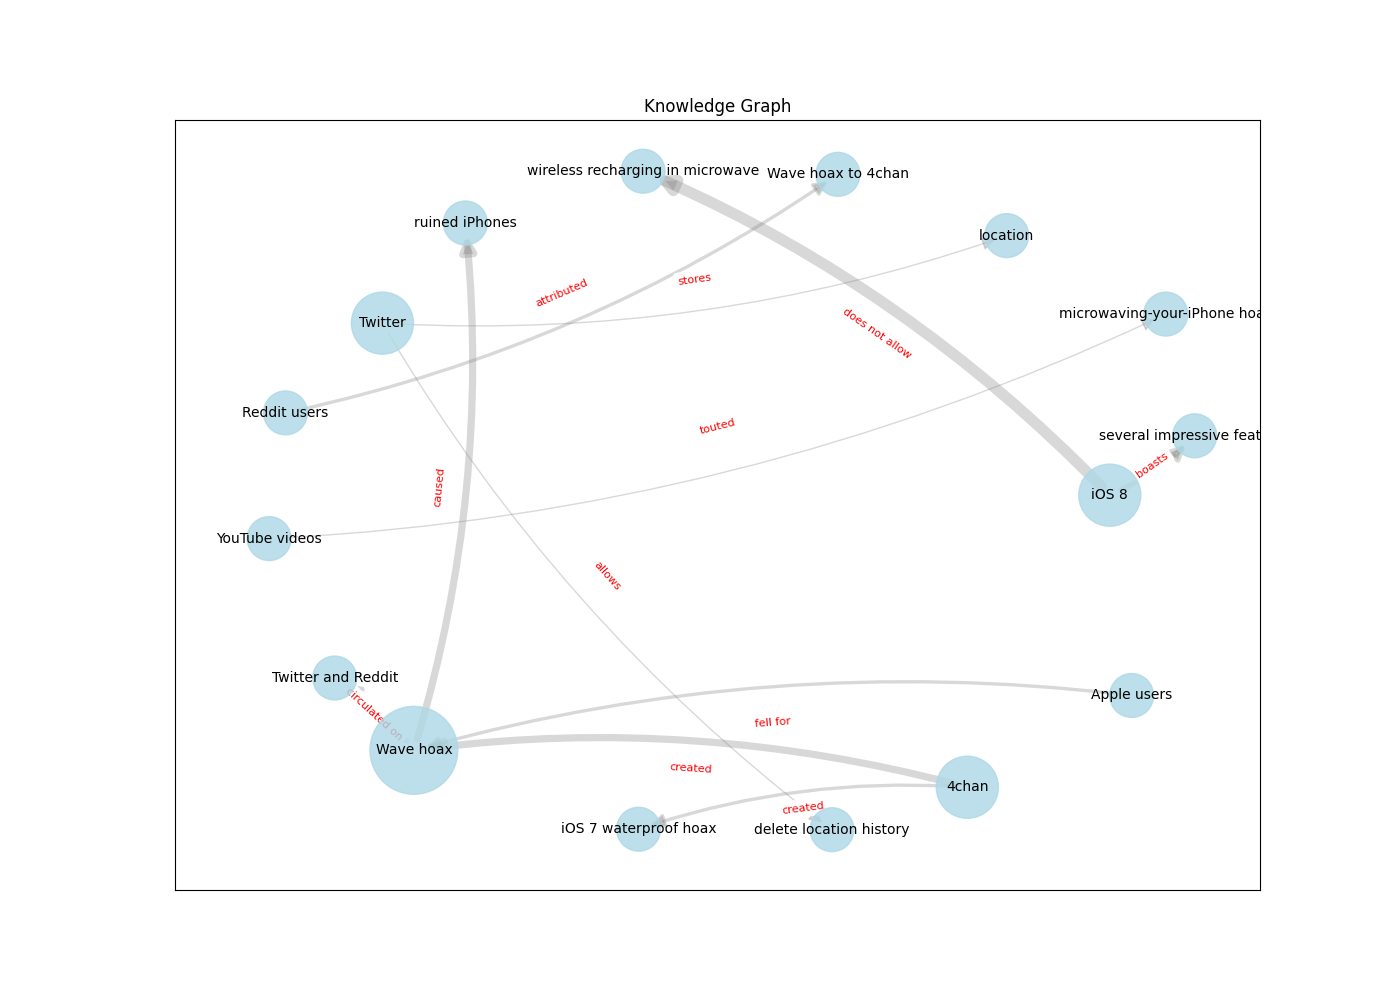 Knowledge Graph
wireless recharging in microwave
Wave hoax to 4chan
ruined iPhones
location
stores
attributed
microwaving-your-iPhone hoa
Twitter
does not allow
Reddit users
touted
several impressive feat
boasts
caused
iOS 8
YouTube videos
allows
Twitter and Reddit
circulated on
Apple users
fell for
Wave hoax
created
4chan
created
iOS 7 waterproof hoax
delete location history